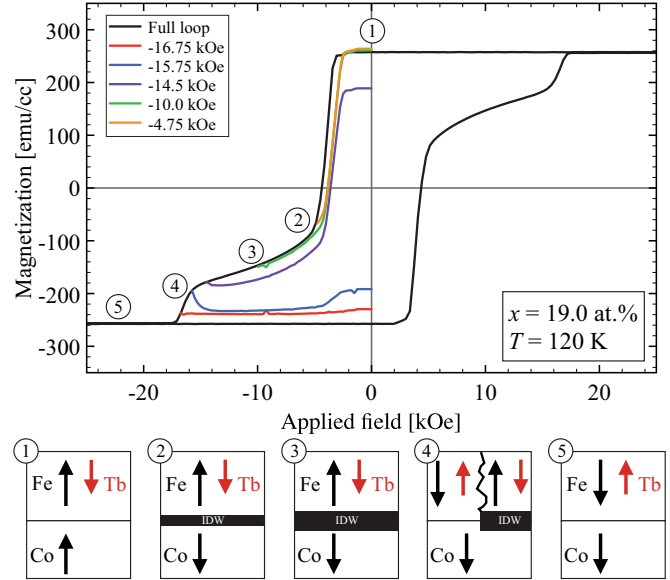 Full loop
-16.75 kOe
-15.75 kOe
-14.5 kOe
-10.0 kOe
-4.75 kOe
1
2
3
4
5
300
200
100
0
-100
-200
-300
Magnetization [emu/cc]
x = 19.0 at.%
T = 120 K
-20 -10 0 10 20
Applied field [kOe]
1 2 3 4 5
Fe Tb Fe Tb Fe Tb Fe Tb Fe Tb
IDW IDW IDW
Co Co Co Co Co